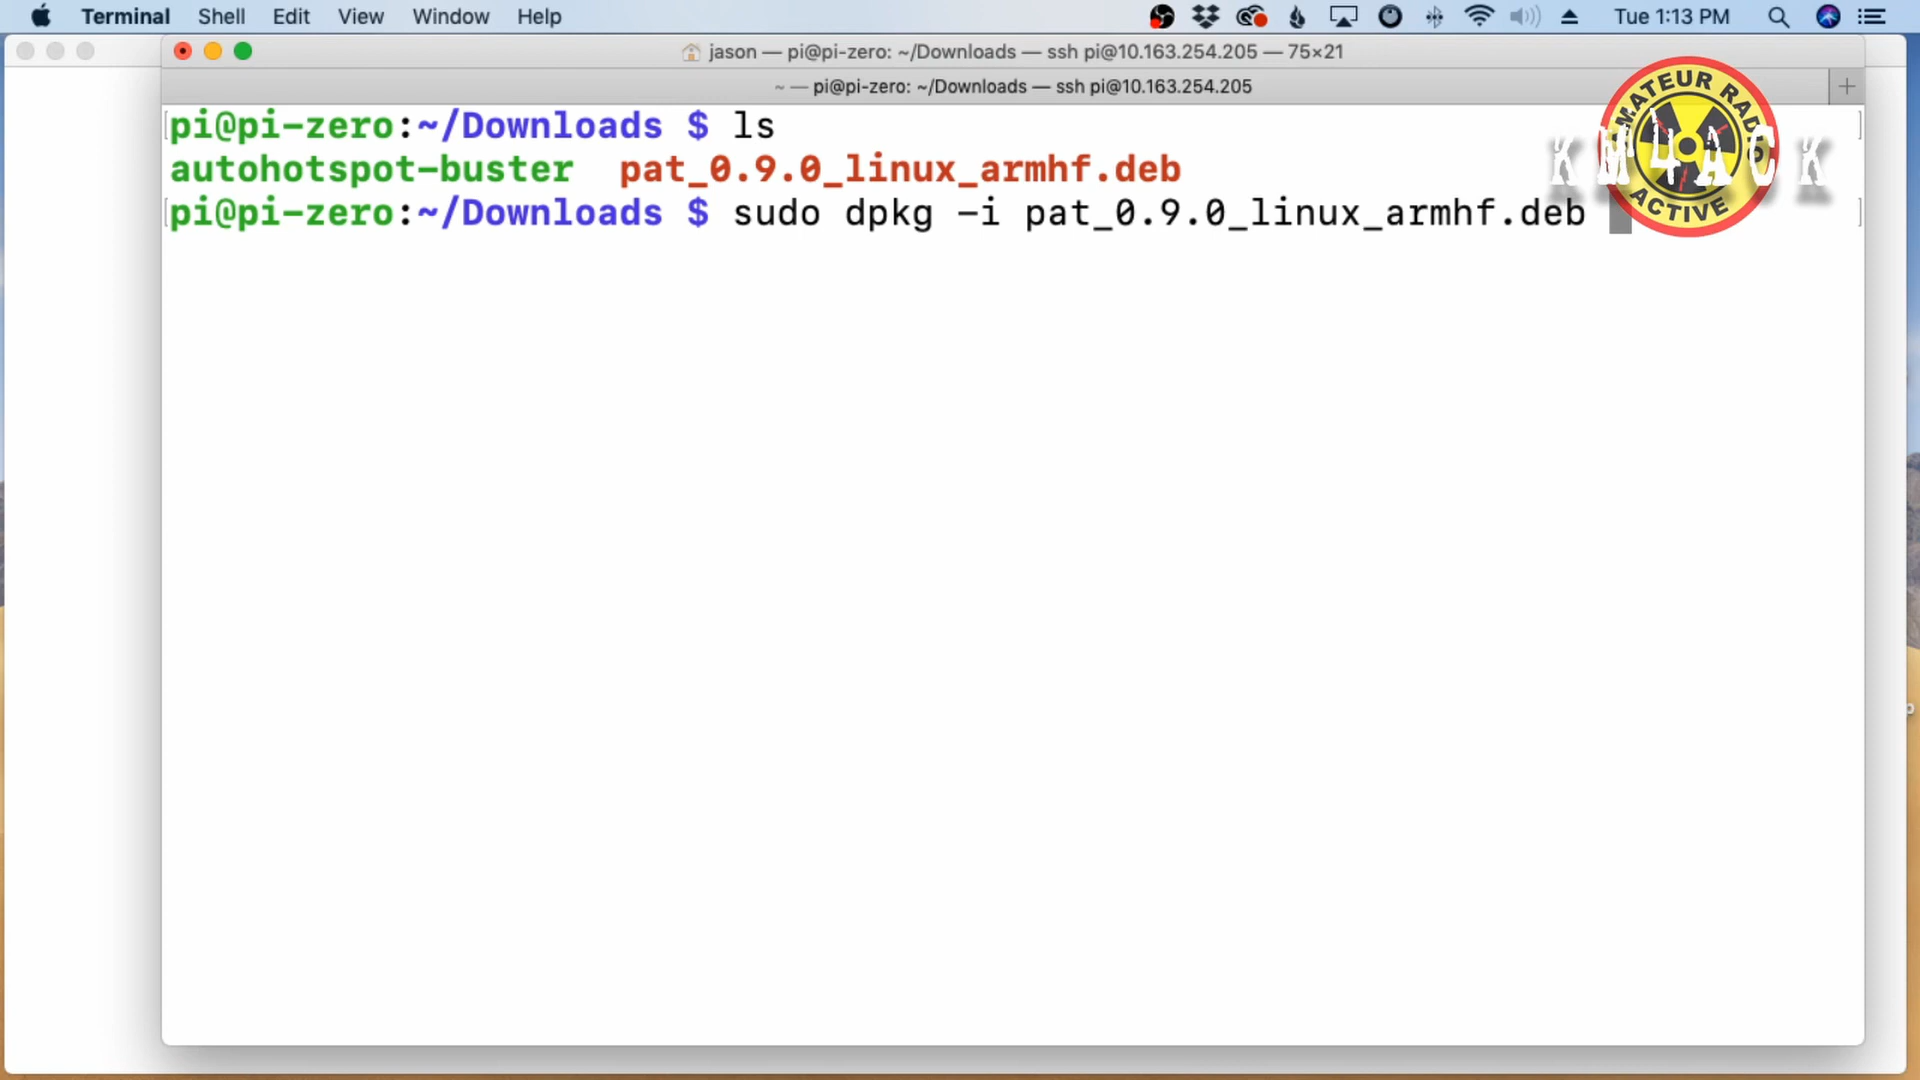 Terminal Shell Edit View Window Help Tue 1:13 PM
jason — pi@pi-zero: ~/Downloads — ssh pi@10.163.254.205 — 75×21
~ — pi@pi-zero: ~/Downloads — ssh pi@10.163.254.205
pi@pi-zero:~/Downloads $ ls
autohotspot-buster pat_0.9.0_linux_armhf.deb
pi@pi-zero:~/Downloads $ sudo dpkg -i pat_0.9.0_linux_armhf.deb
AMATEUR RADIO
KM4ACK
ACTIVE